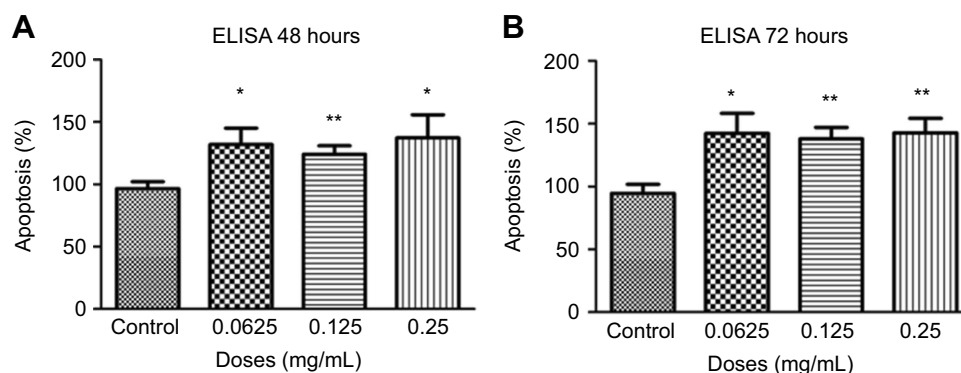 A
ELISA 48 hours
Apoptosis (%)
200
150
100
50
0
*
**
*
Control 0.0625 0.125 0.25
Doses (mg/mL)
B
ELISA 72 hours
Apoptosis (%)
200
150
100
50
0
*
**
**
Control 0.0625 0.125 0.25
Doses (mg/mL)